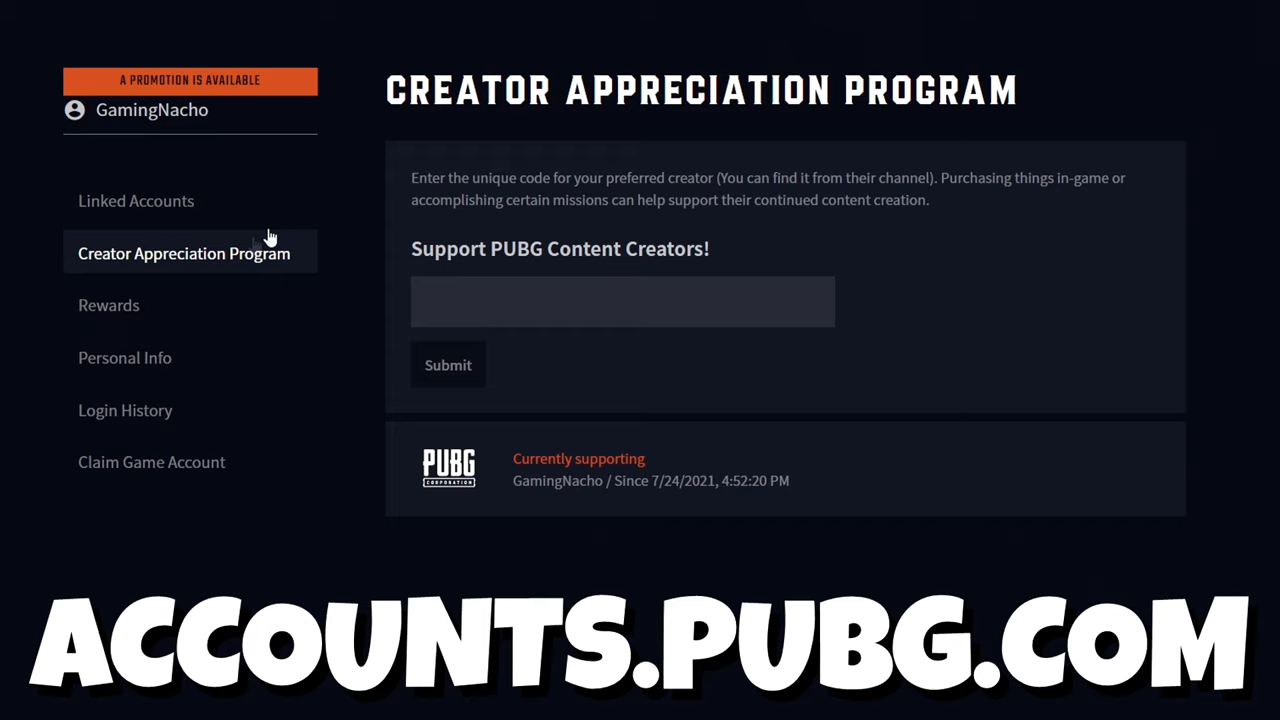 A PROMOTION IS AVAILABLE
GamingNacho
Linked Accounts
Creator Appreciation Program
Rewards
Personal Info
Login History
Claim Game Account
CREATOR APPRECIATION PROGRAM
Enter the unique code for your preferred creator (You can find it from their channel). Purchasing things in-game or
accomplishing certain missions can help support their continued content creation.
Support PUBG Content Creators!
Submit
PUBG
CORPORATION
Currently supporting
GamingNacho / Since 7/24/2021, 4:52:20 PM
ACCOUNTS.PUBG.COM